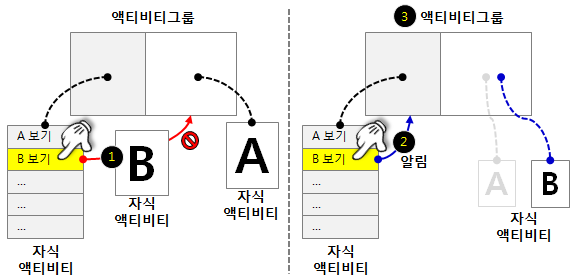 액티비티그룹
A 보기
B 보기
...
...
...
1
B
A
자식
액티비티
자식
액티비티
자식
액티비티
3 액티비티그룹
A 보기
B 보기
...
...
...
2
알림
A
B
자식
액티비티
자식
액티비티